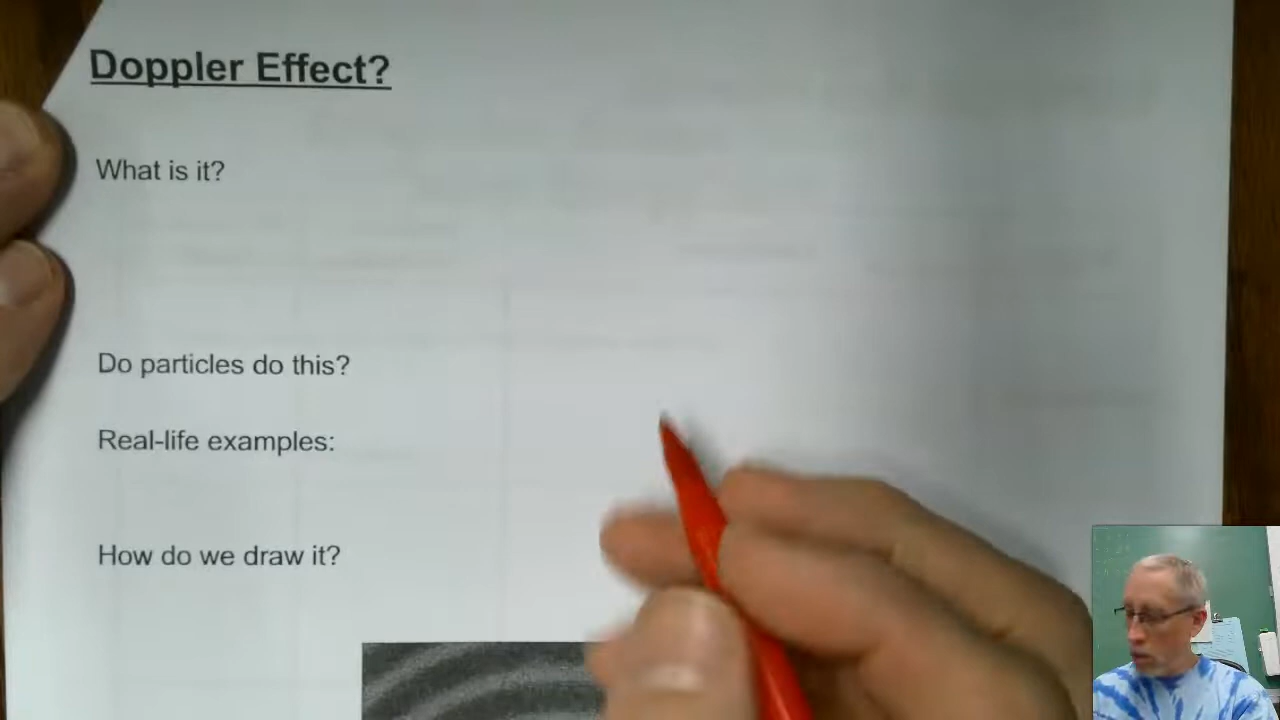 Doppler Effect?
What is it?
Do particles do this?
Real-life examples:
How do we draw it?